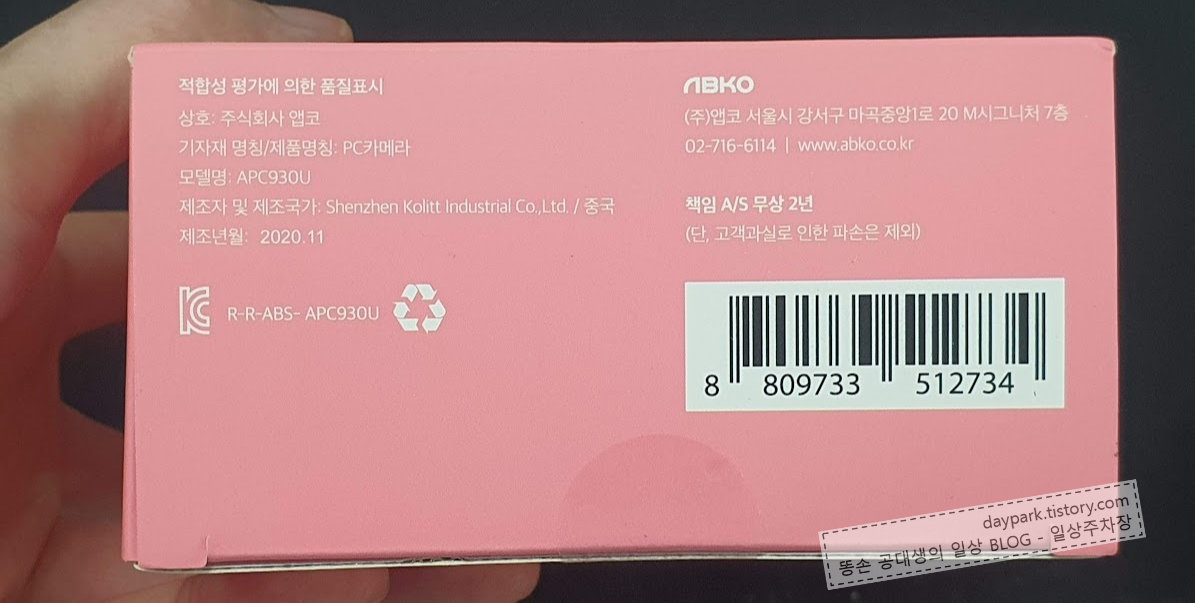 적합성 평가에 의한 품질표시
상호: 주식회사 앱코
기자재 명칭/제품명칭: PC카메라
모델명: APC930U
제조자 및 제조국가: Shenzhen Kolitt Industrial Co.,Ltd. / 중국
제조년월: 2020.11
R-R-ABS- APC930U
ABKO
(주)앱코 서울시 강서구 마곡중앙1로 20 M시그니처 7층
02-716-6114 | www.abko.co.kr
책임 A/S 무상 2년
(단, 고객과실로 인한 파손은 제외)
8 809733 512734
daypark.tistory.com
똥손 공대생의 일상 BLOG - 일상주차장